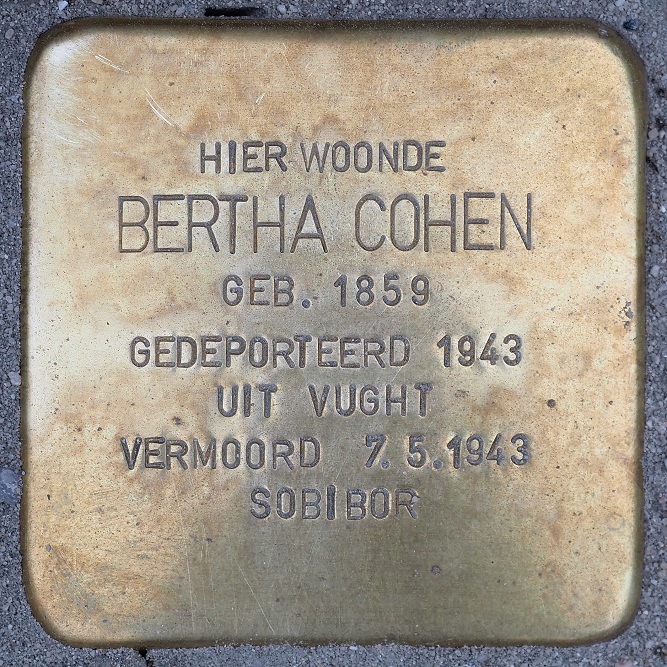 HIER WOONDE
BERTHA COHEN
GEB. 1859
GEDEPORTEERD 1943
UIT VUGHT
VERMOORD 7.5.1943
SOBIBOR